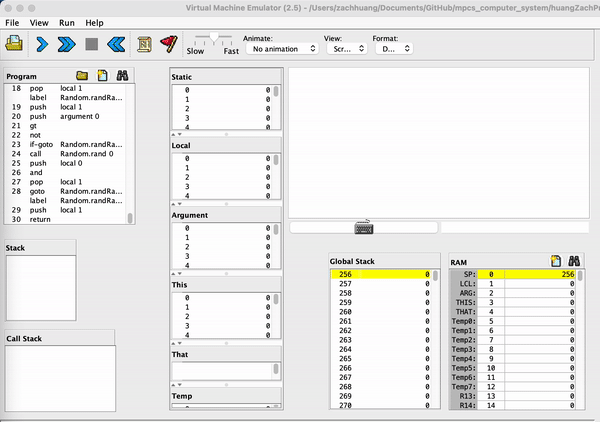 Virtual Machine Emulator (2.5) - /Users/zachhuang/Documents/GitHub/mpcs_computer_system/huangZachPr
File View Run Help
Animate: View: Format:
Slow Fast No animation Scr... D...
Program
18 pop local 1
label Random.randRa...
19 push local 1
20 push argument 0
21 gt
22 not
23 if-goto Random.randRa...
24 call Random.rand 0
25 push local 0
26 and
27 pop local 1
28 goto Random.randRa...
label Random.randRa...
29 push local 1
30 return
Stack
Call Stack
Static
0 0
1 0
2 0
3 0
4 0
Local
0 0
1 0
2 0
3 0
4 0
Argument
0 0
1 0
2 0
3 0
4 0
This
0 0
1 0
2 0
3 0
4 0
That
Temp
Global Stack
256 0
257 0
258 0
259 0
260 0
261 0
262 0
263 0
264 0
265 0
266 0
267 0
268 0
269 0
270 0
RAM
SP: 0 256
LCL: 1 0
ARG: 2 0
THIS: 3 0
THAT: 4 0
Temp0: 5 0
Temp1: 6 0
Temp2: 7 0
Temp3: 8 0
Temp4: 9 0
Temp5: 10 0
Temp6: 11 0
Temp7: 12 0
R13: 13 0
R14: 14 0